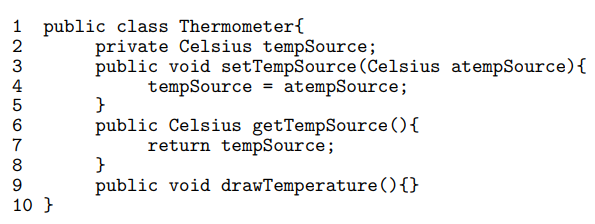 1 public class Thermometer{
2 private Celsius tempSource;
3 public void setTempSource(Celsius atempSource){
4 tempSource = atempSource;
5 }
6 public Celsius getTempSource(){
7 return tempSource;
8 }
9 public void drawTemperature(){}
10 }